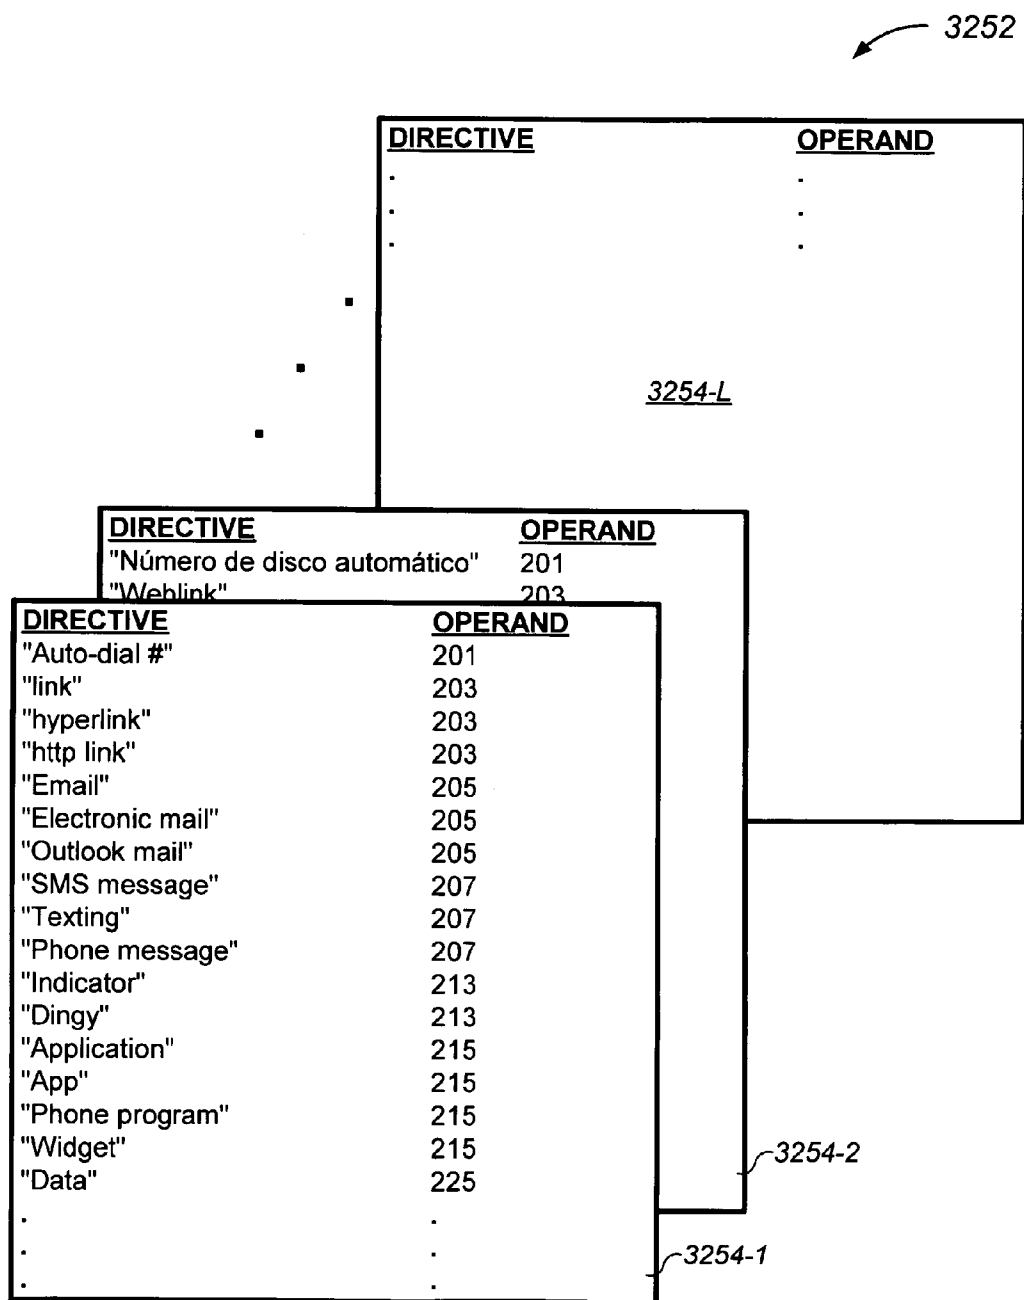 3252
DIRECTIVE OPERAND
.  .
.  .
.  .
3254-L
DIRECTIVE OPERAND
"Número de disco automático" 201
"Weblink" 203
DIRECTIVE OPERAND
"Auto-dial #" 201
"link" 203
"hyperlink" 203
"http link" 203
"Email" 205
"Electronic mail" 205
"Outlook mail" 205
"SMS message" 207
"Texting" 207
"Phone message" 207
"Indicator" 213
"Dingy" 213
"Application" 215
"App" 215
"Phone program" 215
"Widget" 215
"Data" 225
.  .
.  .
.  .
3254-2
3254-1